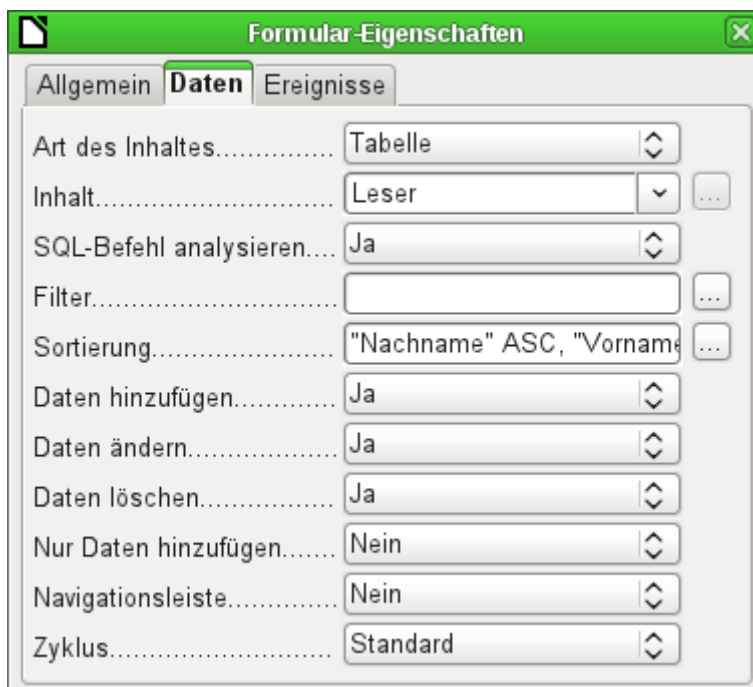 Formular-Eigenschaften
Allgemein Daten Ereignisse
Art des Inhaltes............... Tabelle
Inhalt............................. Leser ...
SQL-Befehl analysieren.... Ja
Filter............................. ...
Sortierung...................... "Nachname" ASC, "Vorname ...
Daten hinzufügen............. Ja
Daten ändern.................. Ja
Daten löschen................. Ja
Nur Daten hinzufügen....... Nein
Navigationsleiste............. Nein
Zyklus........................... Standard